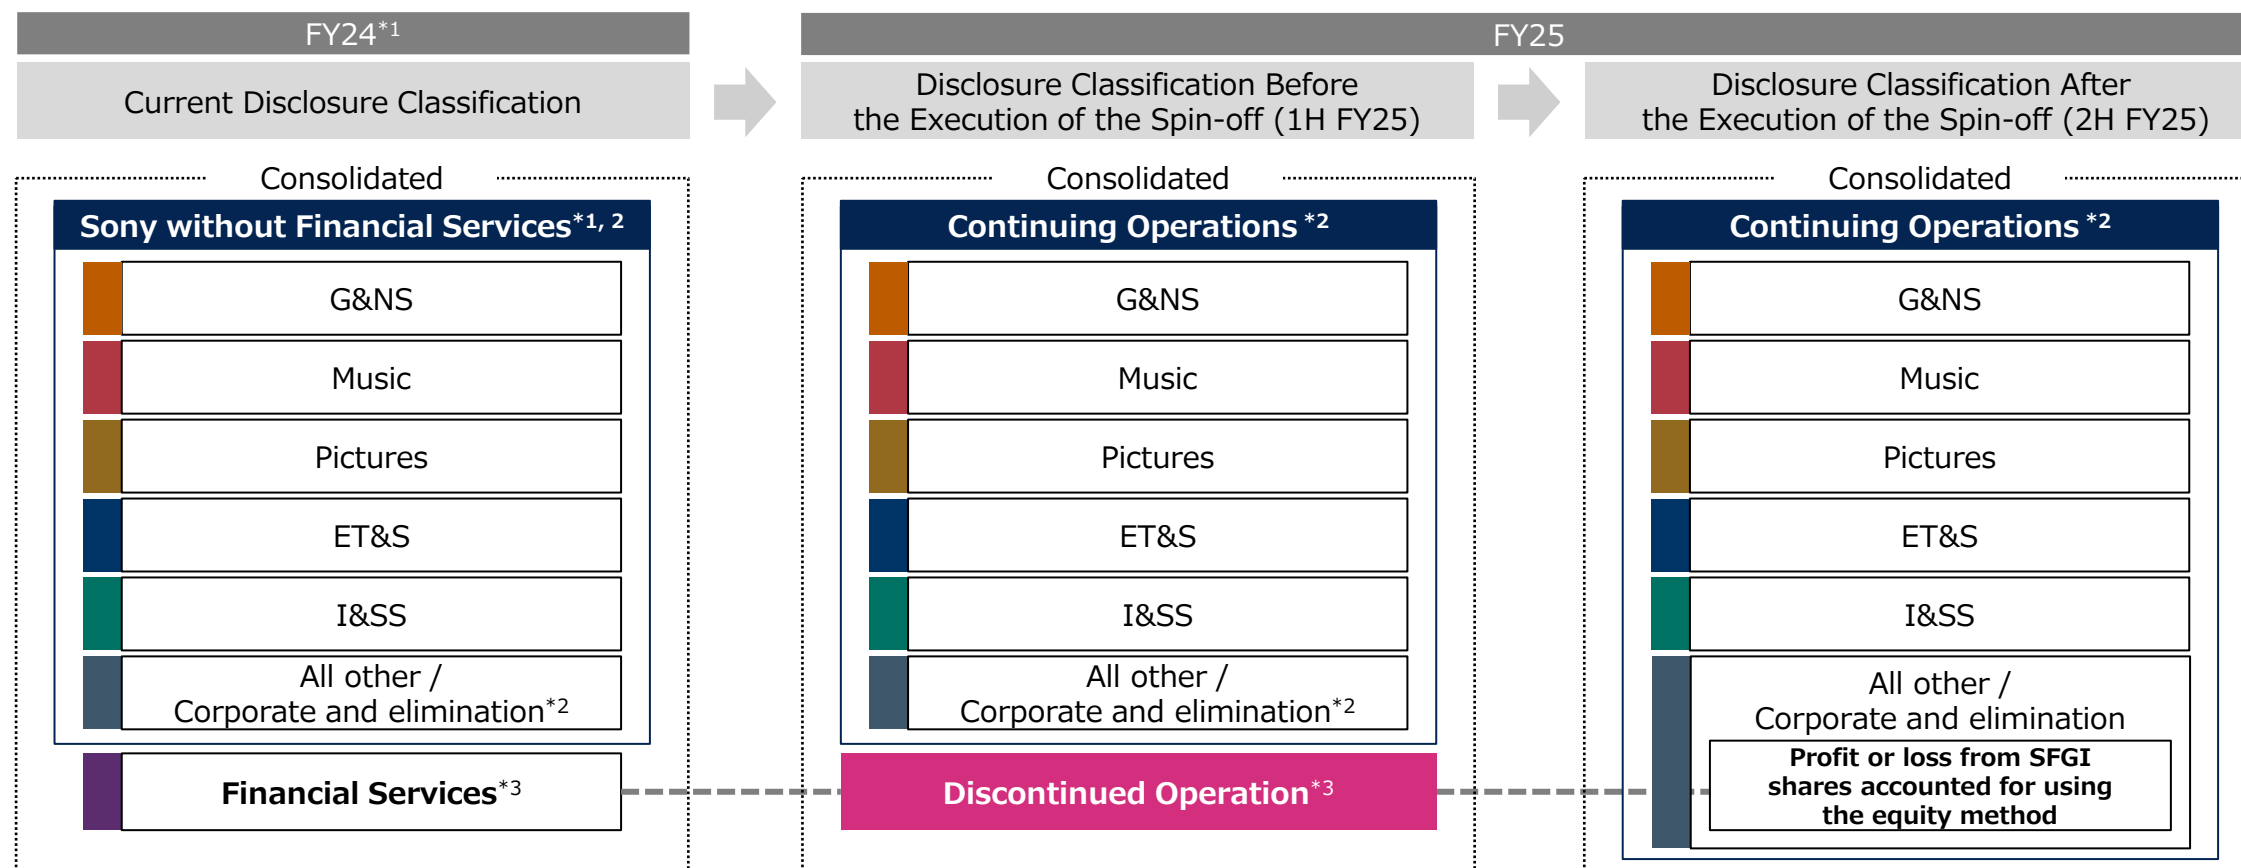 FY24*1
FY25
Current Disclosure Classification
Disclosure Classification Before
the Execution of the Spin-off (1H FY25)
Disclosure Classification After
the Execution of the Spin-off (2H FY25)
Consolidated
Sony without Financial Services*1, 2
G&NS
Music
Pictures
ET&S
I&SS
All other /
Corporate and elimination*2
Financial Services*3
Consolidated
Continuing Operations *2
G&NS
Music
Pictures
ET&S
I&SS
All other /
Corporate and elimination*2
Discontinued Operation*3
Consolidated
Continuing Operations *2
G&NS
Music
Pictures
ET&S
I&SS
All other /
Corporate and elimination
Profit or loss from SFGI
shares accounted for using
the equity method